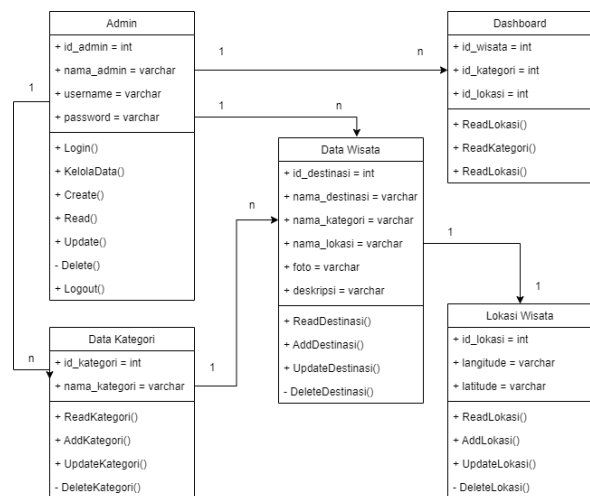 Admin
+ id_admin = int
+ nama_admin = varchar
+ username = varchar
+ password = varchar
+ Login()
+ KelolaData()
+ Create()
+ Read()
+ Update()
- Delete()
+ Logout()
1
n
Dashboard
+ id_wisata = int
+ id_kategori = int
+ id_lokasi = int
+ ReadLokasi()
+ ReadKategori()
+ ReadLokasi()
1
n
Data Wisata
+ id_destinasi = int
+ nama_destinasi = varchar
+ nama_kategori = varchar
+ nama_lokasi = varchar
+ foto = varchar
+ deskripsi = varchar
+ ReadDestinasi()
+ AddDestinasi()
+ UpdateDestinasi()
- DeleteDestinasi()
1
n
Data Kategori
+ id_kategori = int
+ nama_kategori = varchar
+ ReadKategori()
+ AddKategori()
+ UpdateKategori()
- DeleteKategori()
1
n
1
1
Lokasi Wisata
+ id_lokasi = int
+ langitude = varchar
+ latitude = varchar
+ ReadLokasi()
+ AddLokasi()
+ UpdateLokasi()
- DeleteLokasi()